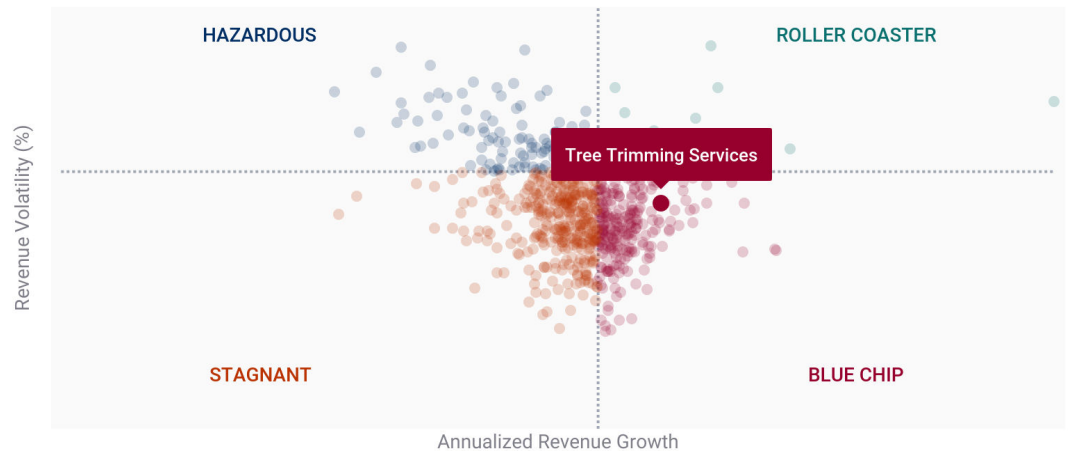 HAZARDOUS
ROLLER COASTER
Tree Trimming Services
Revenue Volatility (%)
STAGNANT
BLUE CHIP
Annualized Revenue Growth